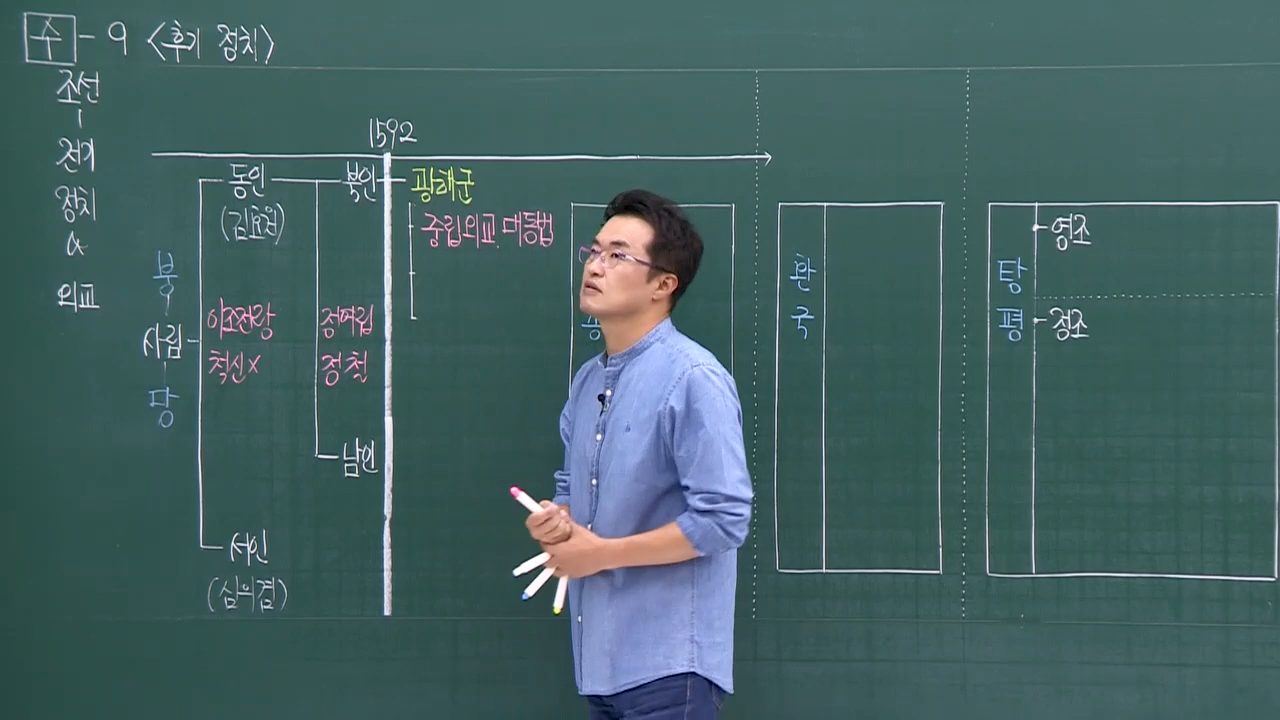 수-9 <후기 정치>
조선
전기
정치
&
외교
1592
붕
사림
당
동인
(김효원)
이조전랑
척신×
서인
(심의겸)
북인
정여립
정철
남인
광해군
중립외교, 대동법
환
국
탕
평
영조
정조